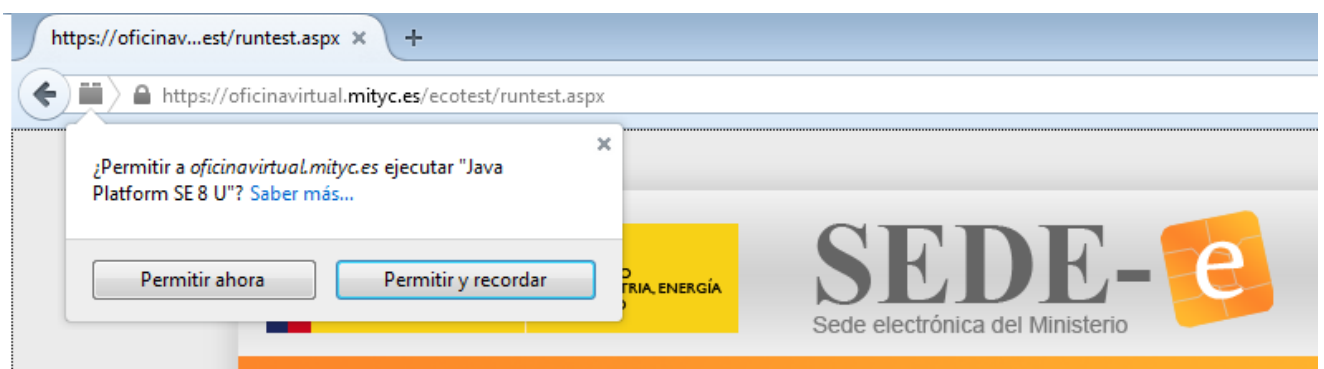 https://oficinav...est/runtest.aspx
https://oficinavirtual.mityc.es/ecotest/runtest.aspx
¿Permitir a oficinavirtual.mityc.es ejecutar "Java
Platform SE 8 U"? Saber más...
Permitir ahora
Permitir y recordar
TRIA, ENERGÍA
SEDE-e
Sede electrónica del Ministerio